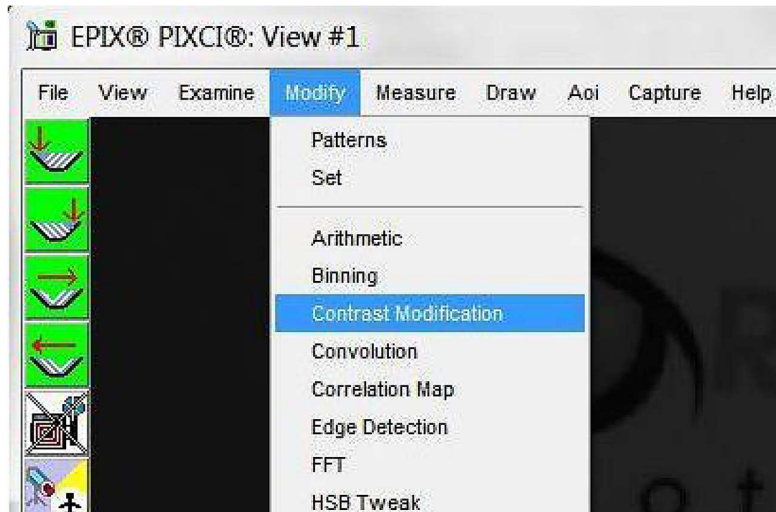 EPIX® PIXCI®: View #1
File View Examine Modify Measure Draw Aoi Capture Help
Patterns
Set
Arithmetic
Binning
Contrast Modification
Convolution
Correlation Map
Edge Detection
FFT
HSB Tweak
R
o t